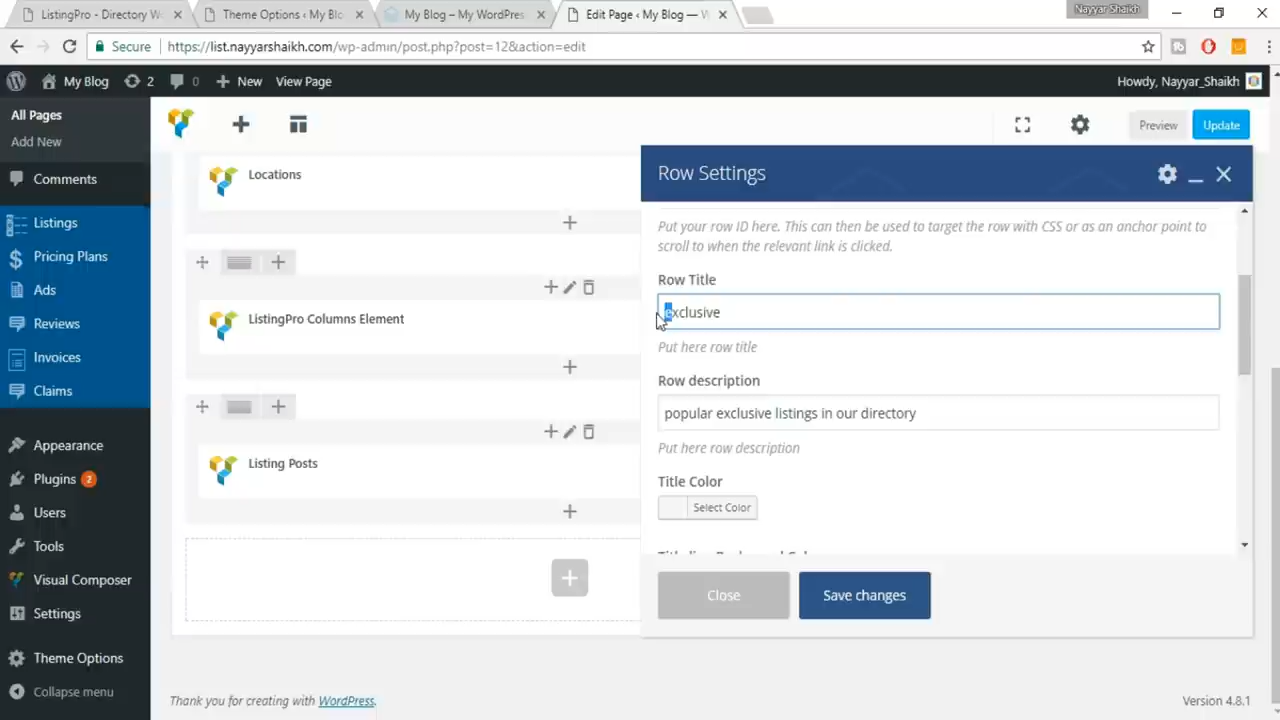 ListingPro - Directory W
Theme Options ‹ My Blo
My Blog – My WordPres
Edit Page ‹ My Blog — W
Nayyar Shaikh
Secure
https://list.nayyarshaikh.com/wp-admin/post.php?post=12&action=edit
My Blog
2
0
New
View Page
Howdy, Nayyar_Shaikh
All Pages
Add New
Comments
Listings
Pricing Plans
Ads
Reviews
Invoices
Claims
Appearance
Plugins 2
Users
Tools
Visual Composer
Settings
Theme Options
Collapse menu
Preview
Update
Locations
ListingPro Columns Element
Listing Posts
Row Settings
Put your row ID here. This can then be used to target the row with CSS or as an anchor point to
scroll to when the relevant link is clicked.
Row Title
exclusive
Put here row title
Row description
popular exclusive listings in our directory
Put here row description
Title Color
Select Color
Close
Save changes
Thank you for creating with WordPress.
Version 4.8.1